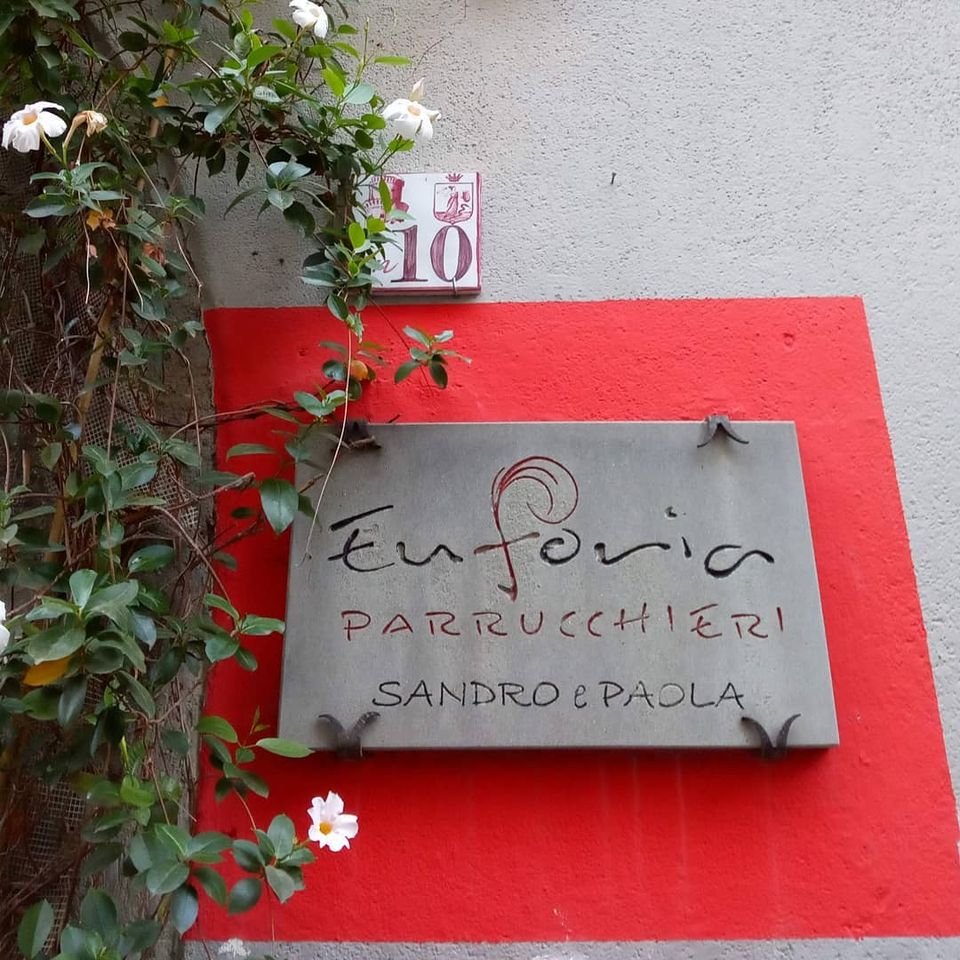 n 10
Euforia
PARRUCCHIERI
SANDRO e PAOLA